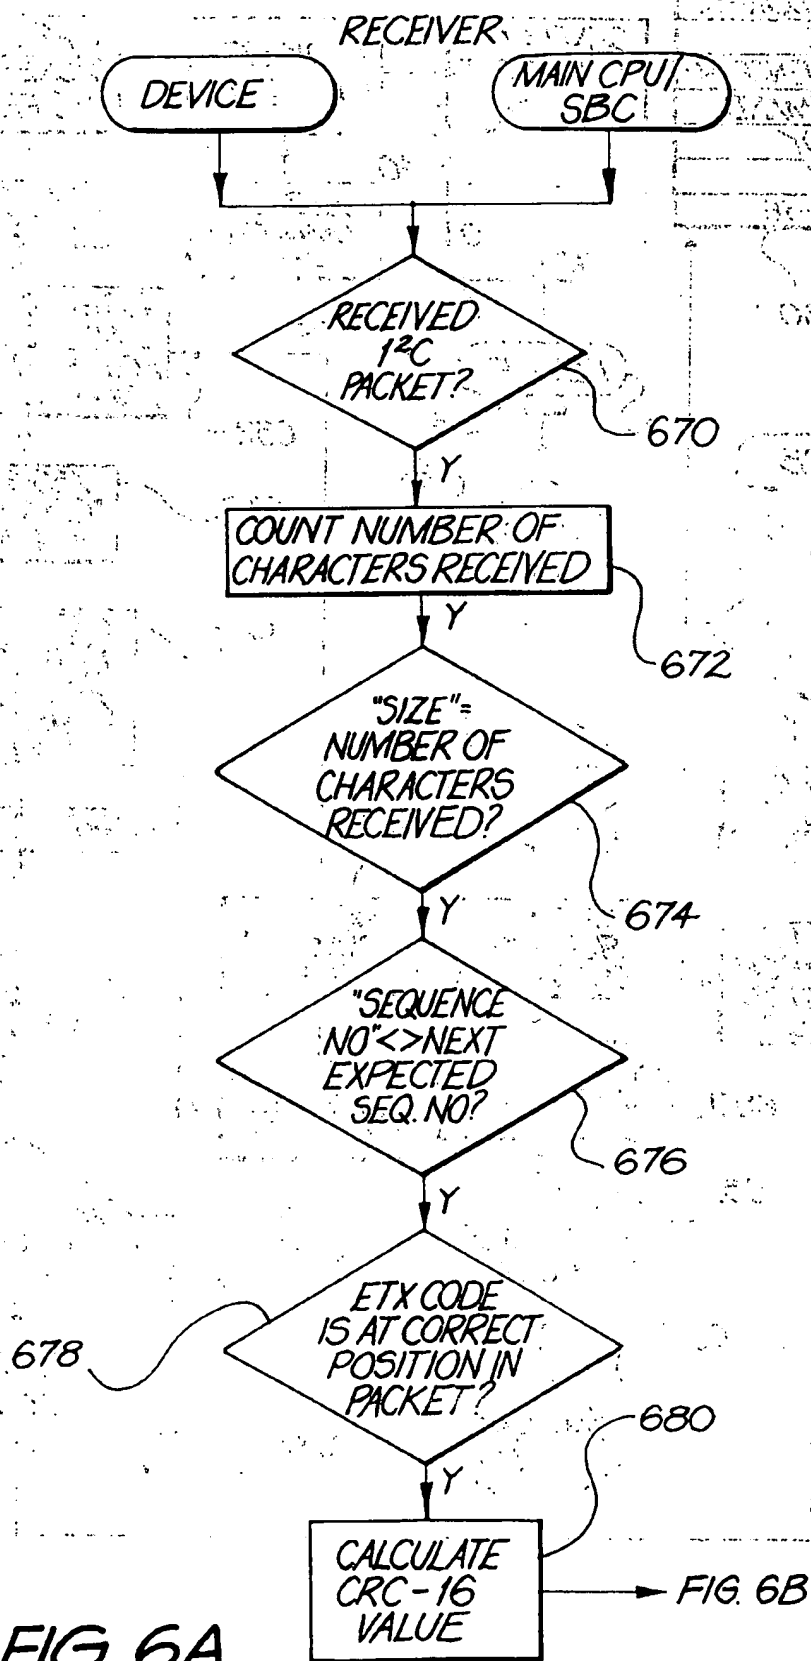 RECEIVER
DEVICE
MAIN CPU/
SBC
RECEIVED
I²C
PACKET?
670
Y
COUNT NUMBER OF
CHARACTERS RECEIVED
672
Y
"SIZE"=
NUMBER OF
CHARACTERS
RECEIVED?
674
Y
"SEQUENCE
NO"<>NEXT
EXPECTED
SEQ. NO?
676
Y
ETX CODE
IS AT CORRECT
POSITION IN
PACKET?
678
680
Y
CALCULATE
CRC-16
VALUE
FIG. 6B
FIG. 6A